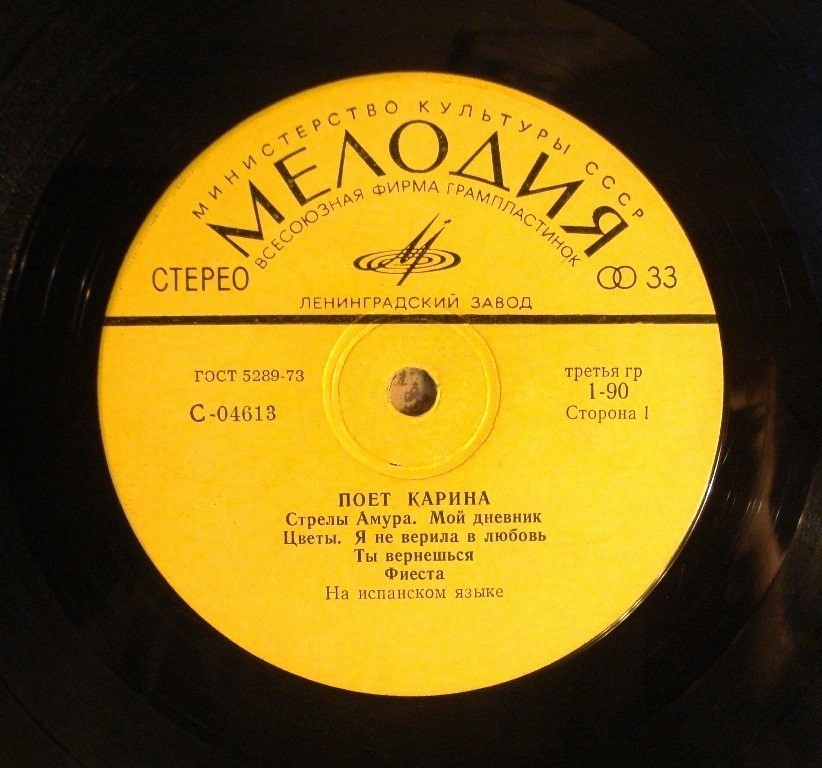 МИНИСТЕРСТВО КУЛЬТУРЫ СССР
МЕЛОДИЯ
ВСЕСОЮЗНАЯ ФИРМА ГРАМПЛАСТИНОК
СТЕРЕО
33
ЛЕНИНГРАДСКИЙ ЗАВОД
ГОСТ 5289-73
С-04613
третья гр
1-90
Сторона 1
ПОЕТ КАРИНА
Стрелы Амура. Мой дневник
Цветы. Я не верила в любовь
Ты вернешься
Фиеста
На испанском языке